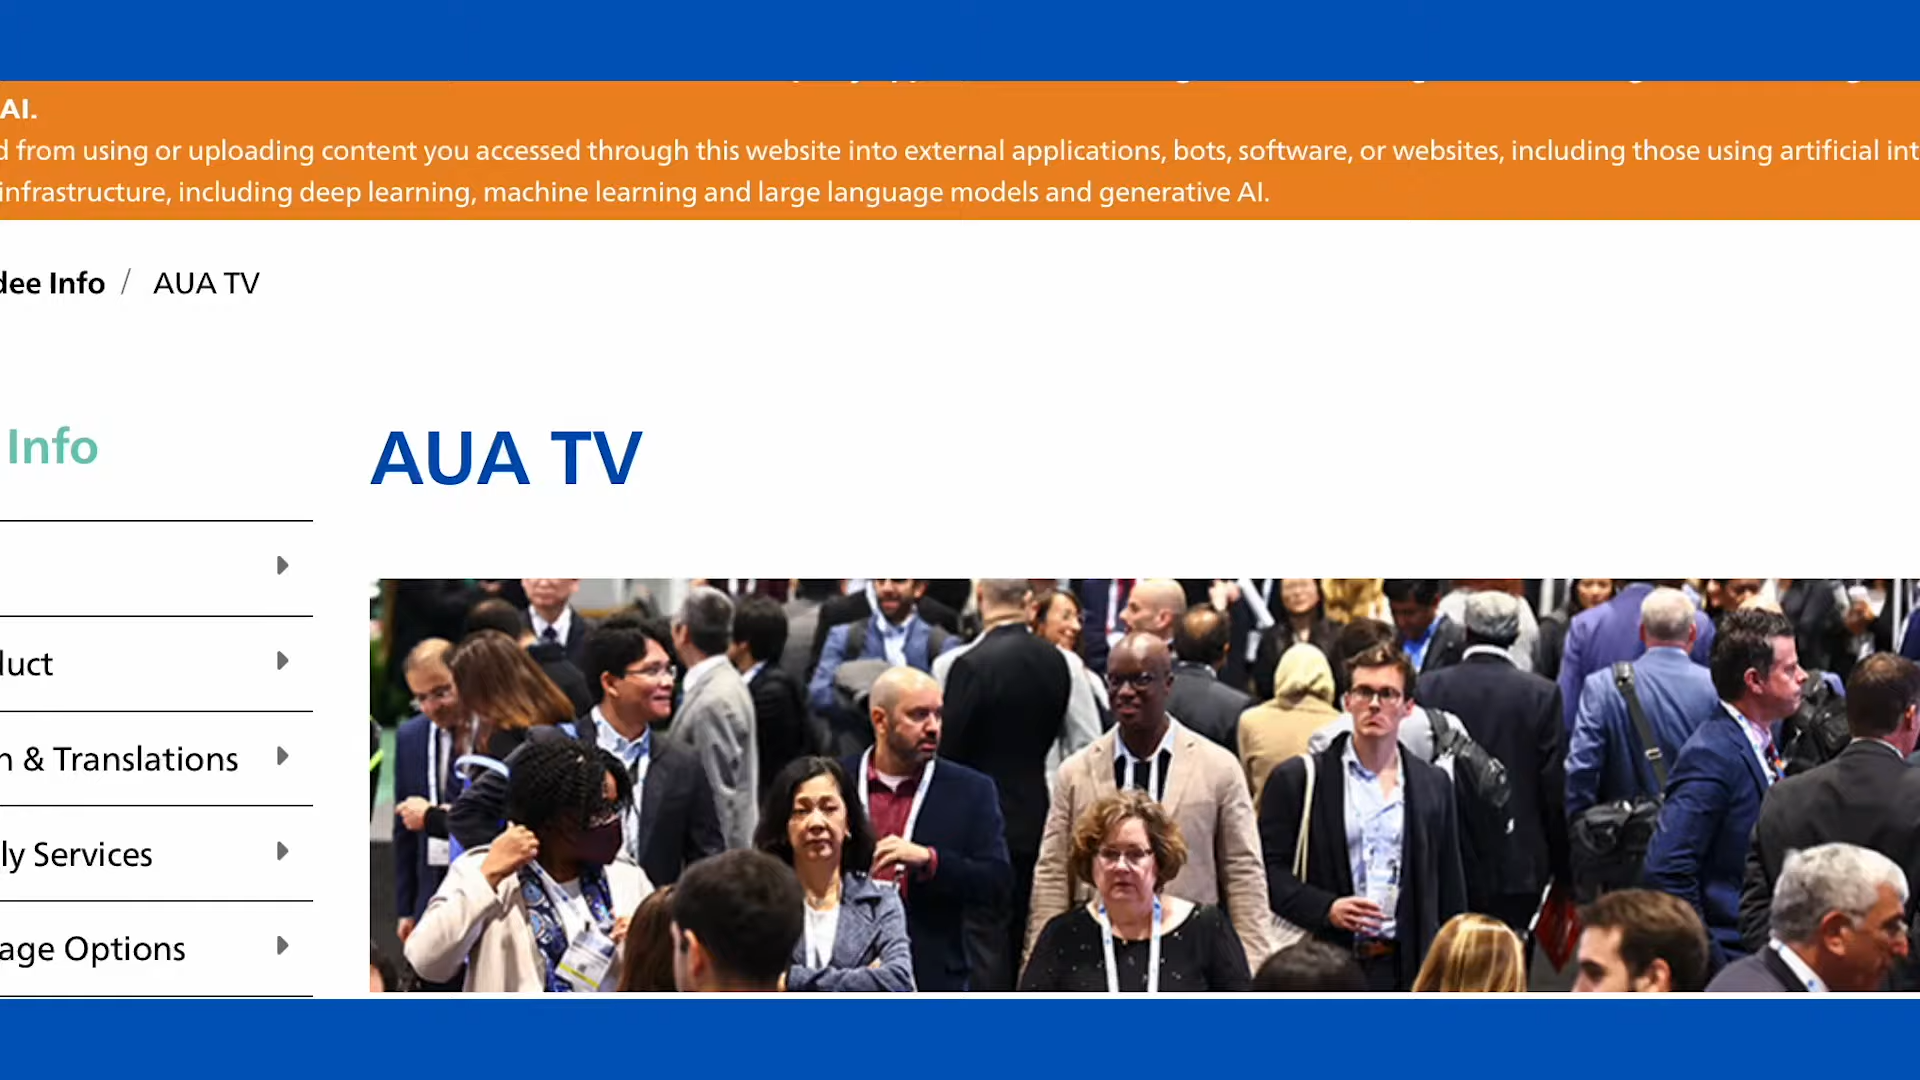 AI.
from using or uploading content you accessed through this website into external applications, bots, software, or websites, including those using artificial
infrastructure, including deep learning, machine learning and large language models and generative AI.
dee Info / AUA TV
Info
AUA TV
duct
n & Translations
ly Services
age Options